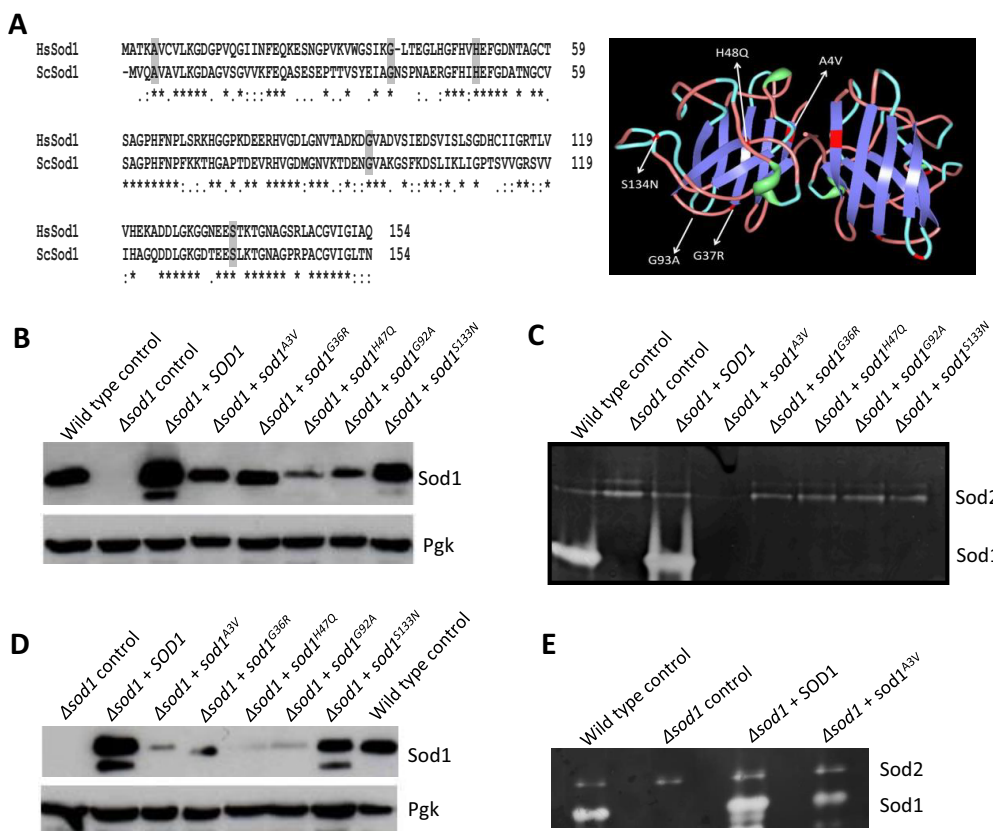 A
HsSod1 MATKAVCVLKGDGPVQGIINFEQKESNGPVKVWGSIKG-LTEGLHGFHVHEFGDNTAGCT 59
ScSod1 -MVQAVAVLKGDAGVSGVVKFEQASESEPTTVSYEIAGNSPNAERGFHIHEFGDATNGCV 59
HsSod1 SAGPHFNPLSRKHGGPKDEERHVGDLGNVTADKDGVADVSIEDSVISLSGDHCIIGRTLV 119
ScSod1 SAGPHFNPFKKTHGAPTDEVRHVGDMGNVKTDENGVAKGSFKDSLIKLIGPTSVVGRSVV 119
HsSod1 VHEKADDLGKGGNEESTKTGNAGSRLACGVIGIAQ 154
ScSod1 IHAGQDDLGKGDTEESLKTGNAGPRPACGVIGLTN 154
H48Q
A4V
S134N
G93A
G37R
B
Wild type control
Δsod1 control
Δsod1 + SOD1
Δsod1 + sod1A3V
Δsod1 + sod1G36R
Δsod1 + sod1H47Q
Δsod1 + sod1G92A
Δsod1 + sod1S133N
Sod1
Pgk
C
Wild type control
Δsod1 control
Δsod1 + SOD1
Δsod1 + sod1A3V
Δsod1 + sod1G36R
Δsod1 + sod1H47Q
Δsod1 + sod1G92A
Δsod1 + sod1S133N
Sod2
Sod1
D
Δsod1 control
Δsod1 + SOD1
Δsod1 + sod1A3V
Δsod1 + sod1G36R
Δsod1 + sod1H47Q
Δsod1 + sod1G92A
Δsod1 + sod1S133N
Wild type control
Sod1
Pgk
E
Wild type control
Δsod1 control
Δsod1 + SOD1
Δsod1 + sod1A3V
Sod2
Sod1